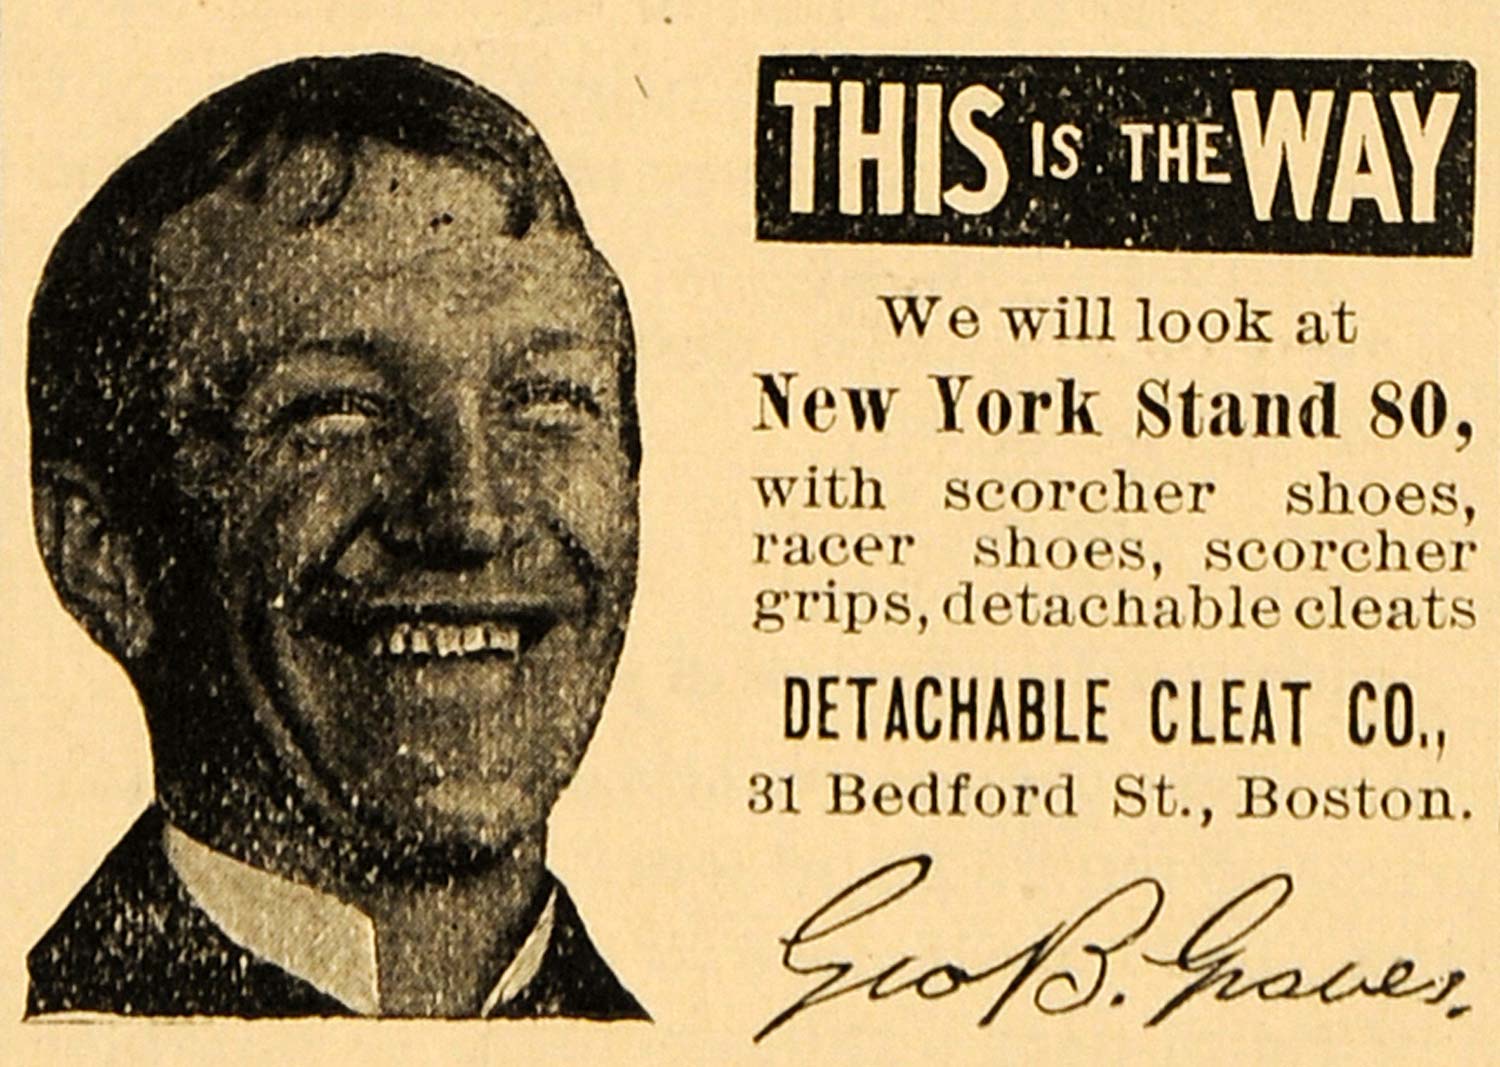 THIS IS THE WAY
We will look at
New York Stand 80,
with scorcher shoes,
racer shoes, scorcher
grips, detachable cleats
DETACHABLE CLEAT CO.,
31 Bedford St., Boston.
Geo B. Graves.